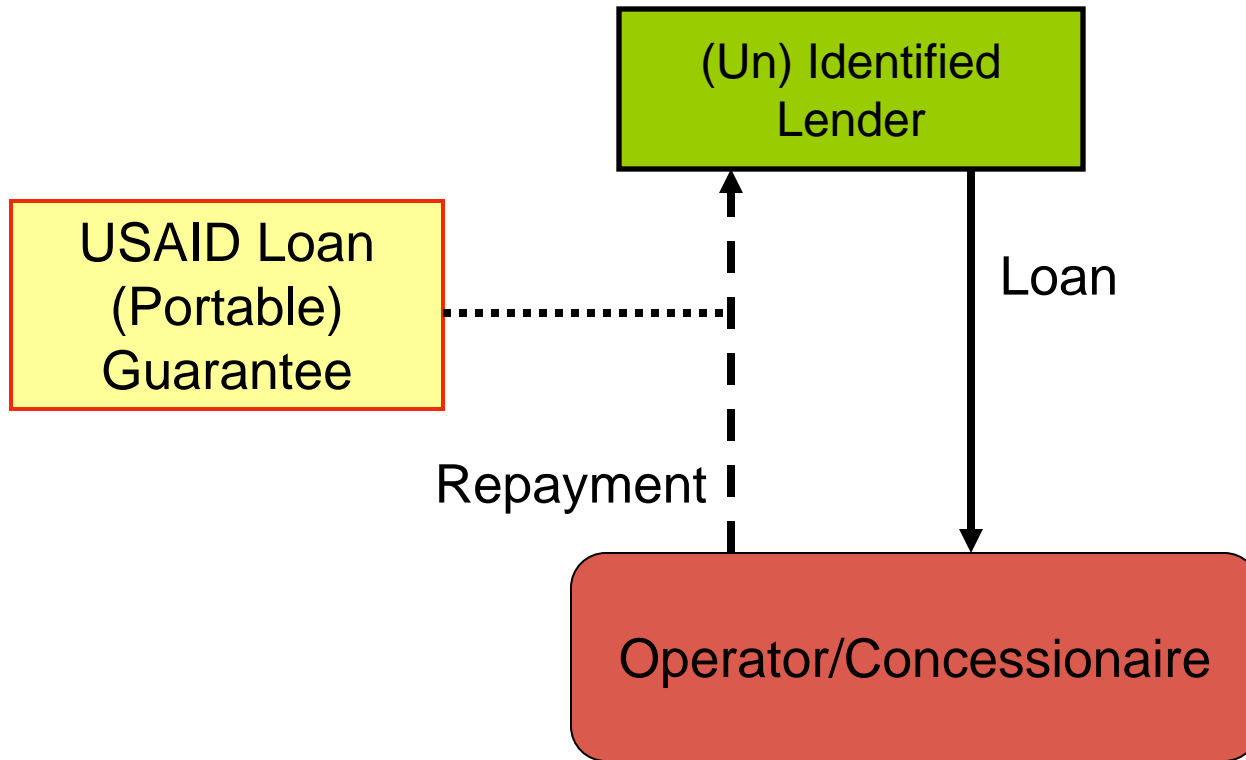 (Un) Identified
Lender
USAID Loan
(Portable)
Guarantee
Loan
Repayment
Operator/Concessionaire